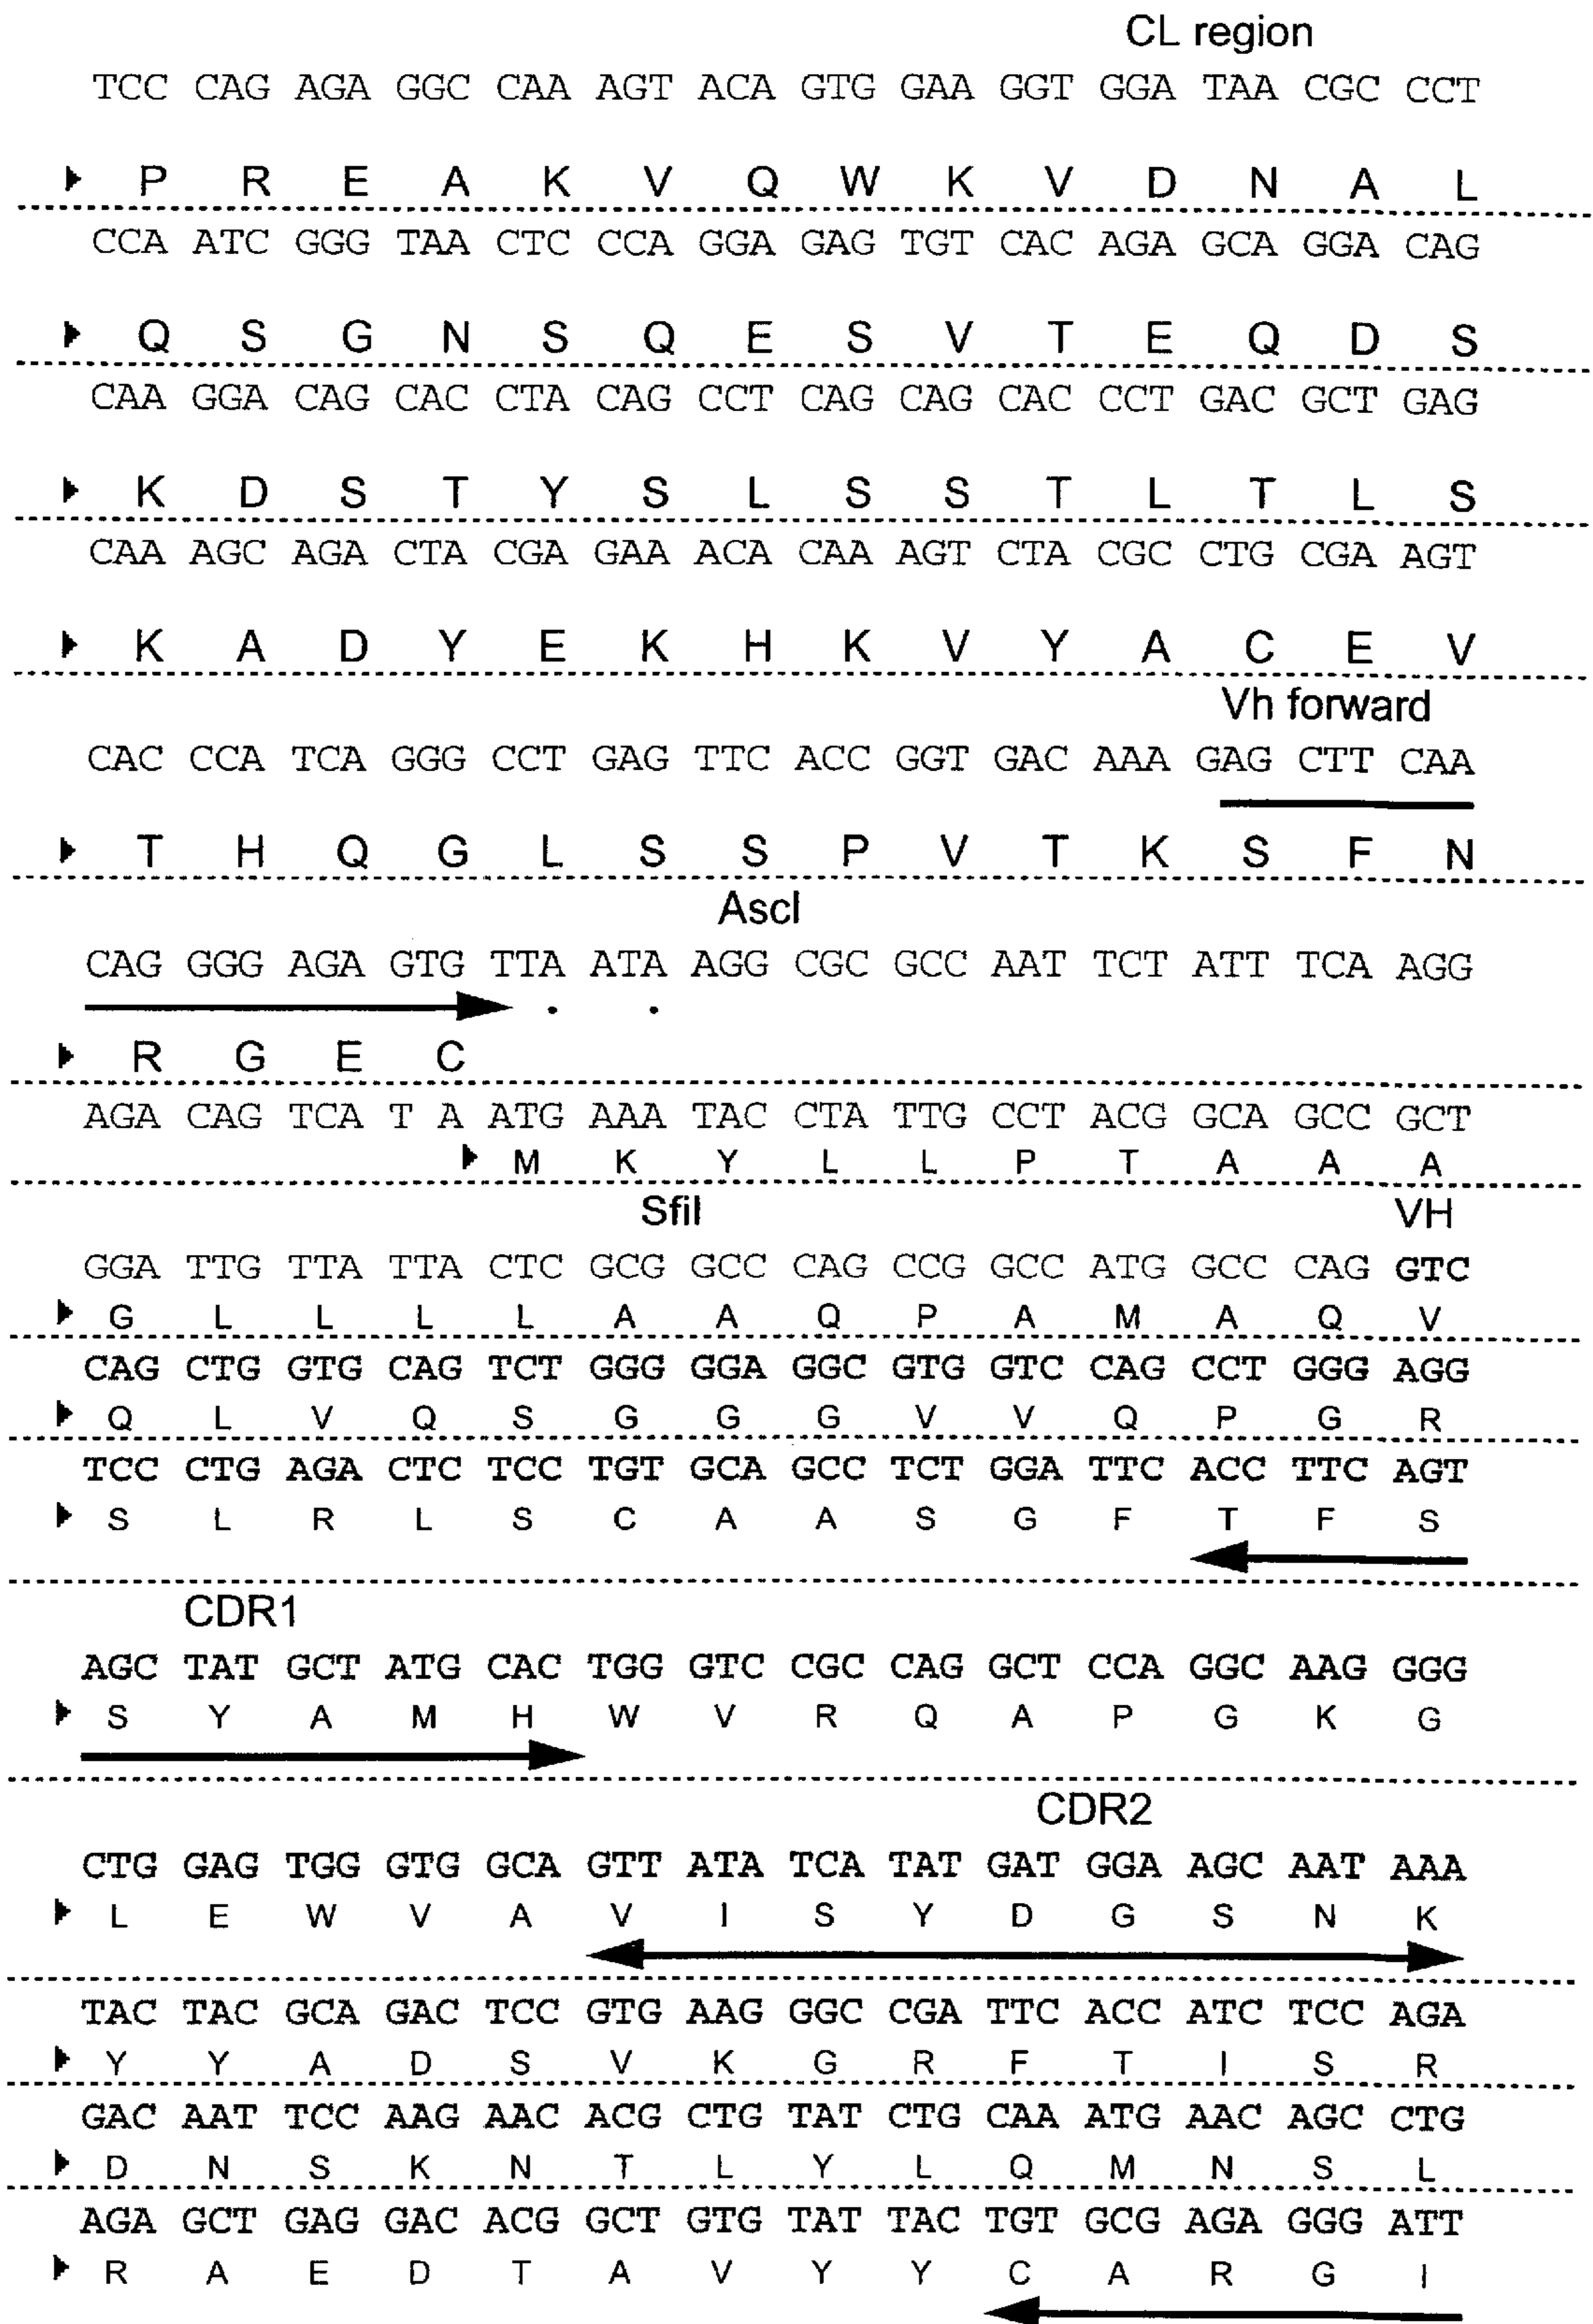 CL region
TCC CAG AGA GGC CAA AGT ACA GTG GAA GGT GGA TAA CGC CCT
P R E A K V Q W K V D N A L
CCA ATC GGG TAA CTC CCA GGA GAG TGT CAC AGA GCA GGA CAG
Q S G N S Q E S V T E Q D S
CAA GGA CAG CAC CTA CAG CCT CAG CAG CAC CCT GAC GCT GAG
K D S T Y S L S S T L T L S
CAA AGC AGA CTA CGA GAA ACA CAA AGT CTA CGC CTG CGA AGT
K A D Y E K H K V Y A C E V
Vh forward
CAC CCA TCA GGG CCT GAG TTC ACC GGT GAC AAA GAG CTT CAA
T H Q G L S S P V T K S F N
AscI
CAG GGG AGA GTG TTA ATA AGG CGC GCC AAT TCT ATT TCA AGG
R G E C
AGA CAG TCA T A ATG AAA TAC CTA TTG CCT ACG GCA GCC GCT
M K Y L L P T A A A
SfiI VH
GGA TTG TTA TTA CTC GCG GCC CAG CCG GCC ATG GCC CAG GTC
G L L L L A A Q P A M A Q V
CAG CTG GTG CAG TCT GGG GGA GGC GTG GTC CAG CCT GGG AGG
Q L V Q S G G G V V Q P G R
TCC CTG AGA CTC TCC TGT GCA GCC TCT GGA TTC ACC TTC AGT
S L R L S C A A S G F T F S
CDR1
AGC TAT GCT ATG CAC TGG GTC CGC CAG GCT CCA GGC AAG GGG
S Y A M H W V R Q A P G K G
CDR2
CTG GAG TGG GTG GCA GTT ATA TCA TAT GAT GGA AGC AAT AAA
L E W V A V I S Y D G S N K
TAC TAC GCA GAC TCC GTG AAG GGC CGA TTC ACC ATC TCC AGA
Y Y A D S V K G R F T I S R
GAC AAT TCC AAG AAC ACG CTG TAT CTG CAA ATG AAC AGC CTG
D N S K N T L Y L Q M N S L
AGA GCT GAG GAC ACG GCT GTG TAT TAC TGT GCG AGA GGG ATT
R A E D T A V Y Y C A R G I